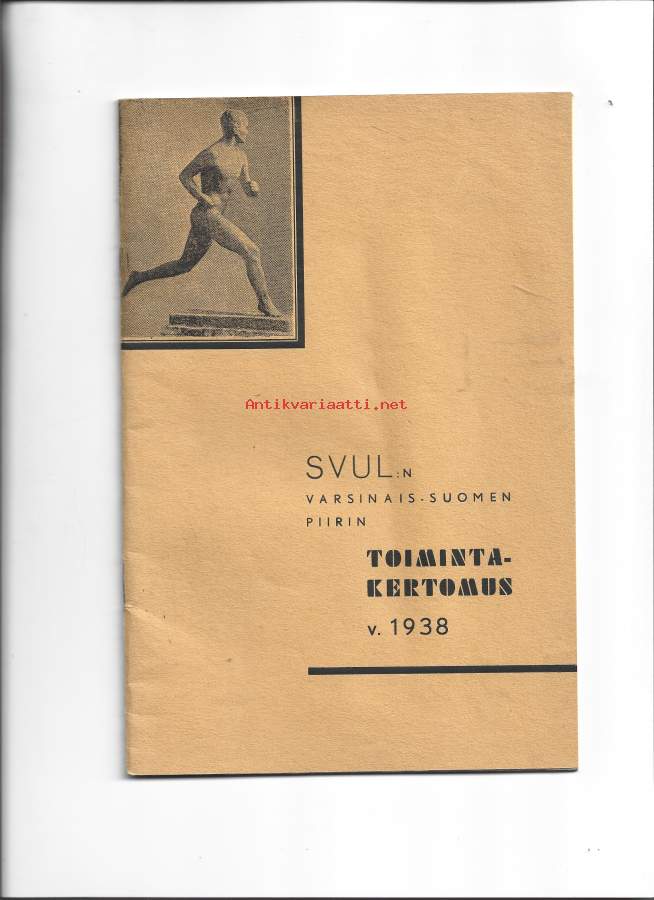 Antikvariaatti.net
SVUL:N
VARSINAIS-SUOMEN
PIIRIN
TOIMINTA-
KERTOMUS
v. 1938